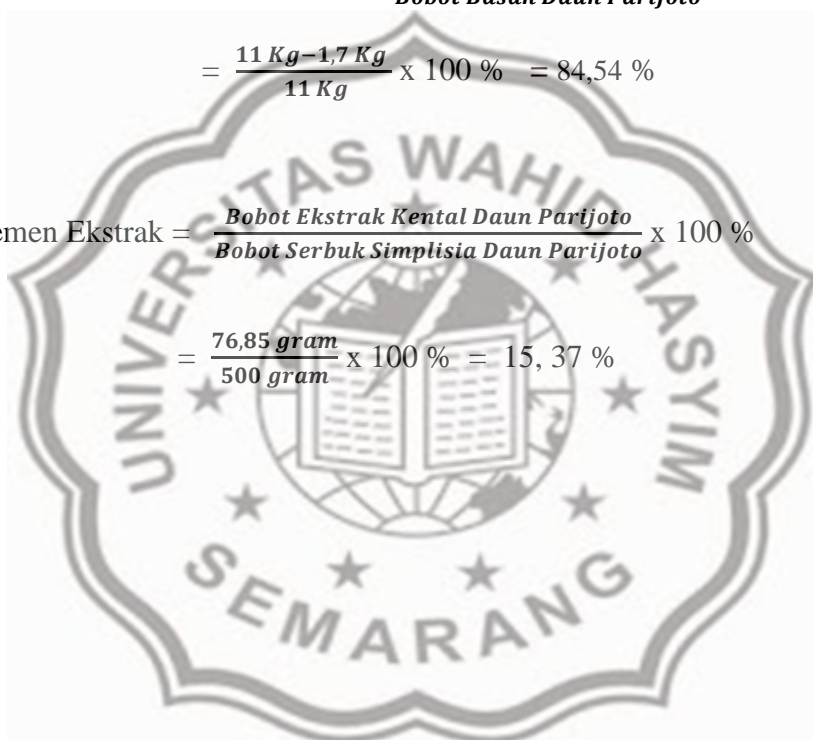 Bobot Basah Daun Parijoto
= 11 Kg−1,7 Kg / 11 Kg x 100 % = 84,54 %
emen Ekstrak = Bobot Ekstrak Kental Daun Parijoto / Bobot Serbuk Simplisia Daun Parijoto x 100 %
= 76,85 gram / 500 gram x 100 % = 15, 37 %
UNIVERSITAS WAHID HASYIM
SEMARANG